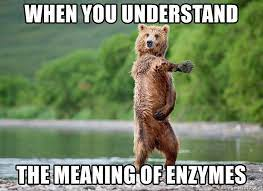 WHEN YOU UNDERSTAND
THE MEANING OF ENZYMES